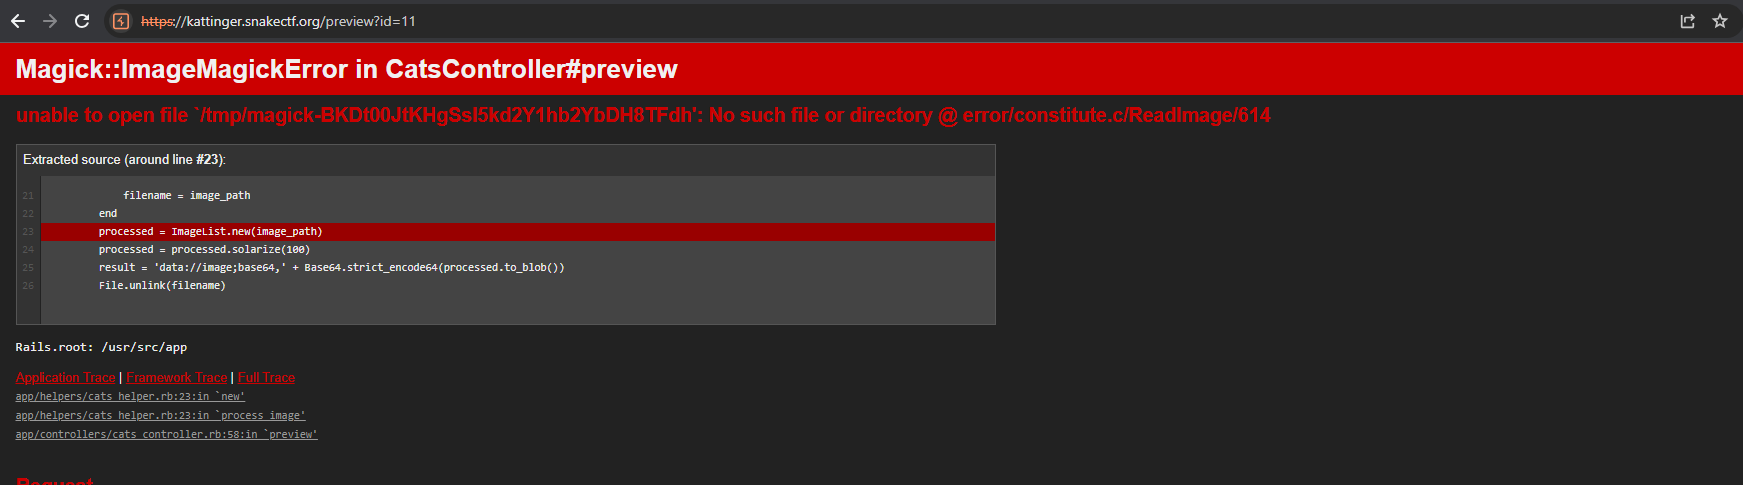 https://kattinger.snakectf.org/preview?id=11
Magick::ImageMagickError in CatsController#preview
unable to open file `/tmp/magick-BKDt00JtKHgSsI5kd2Y1hb2YbDH8TFdh': No such file or directory @ error/constitute.c/ReadImage/614
Extracted source (around line #23):
21 filename = image_path
22 end
23 processed = ImageList.new(image_path)
24 processed = processed.solarize(100)
25 result = 'data://image;base64,' + Base64.strict_encode64(processed.to_blob())
26 File.unlink(filename)
Rails.root: /usr/src/app
Application Trace | Framework Trace | Full Trace
app/helpers/cats_helper.rb:23:in `new'
app/helpers/cats_helper.rb:23:in `process_image'
app/controllers/cats_controller.rb:58:in `preview'
Request